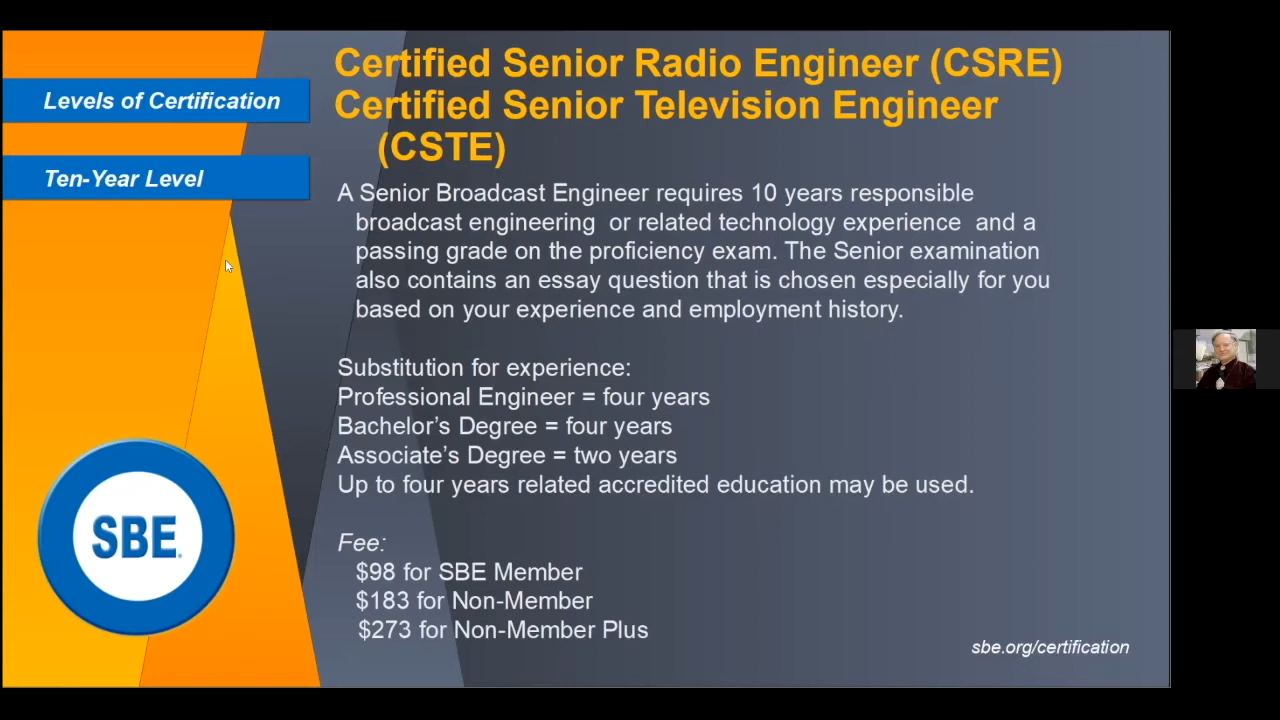 Certified Senior Radio Engineer (CSRE)
Certified Senior Television Engineer
(CSTE)
Levels of Certification
Ten-Year Level
A Senior Broadcast Engineer requires 10 years responsible
broadcast engineering or related technology experience and a
passing grade on the proficiency exam. The Senior examination
also contains an essay question that is chosen especially for you
based on your experience and employment history.
Substitution for experience:
Professional Engineer = four years
Bachelor’s Degree = four years
Associate’s Degree = two years
Up to four years related accredited education may be used.
Fee:
$98 for SBE Member
$183 for Non-Member
$273 for Non-Member Plus
SBE.
sbe.org/certification